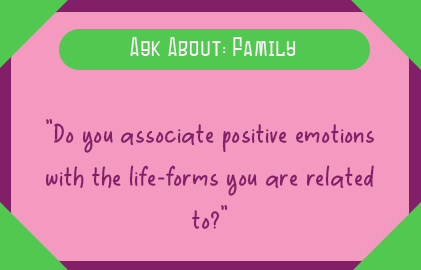 Ask About: Family
"Do you associate positive emotions
with the life-forms you are related
to?"